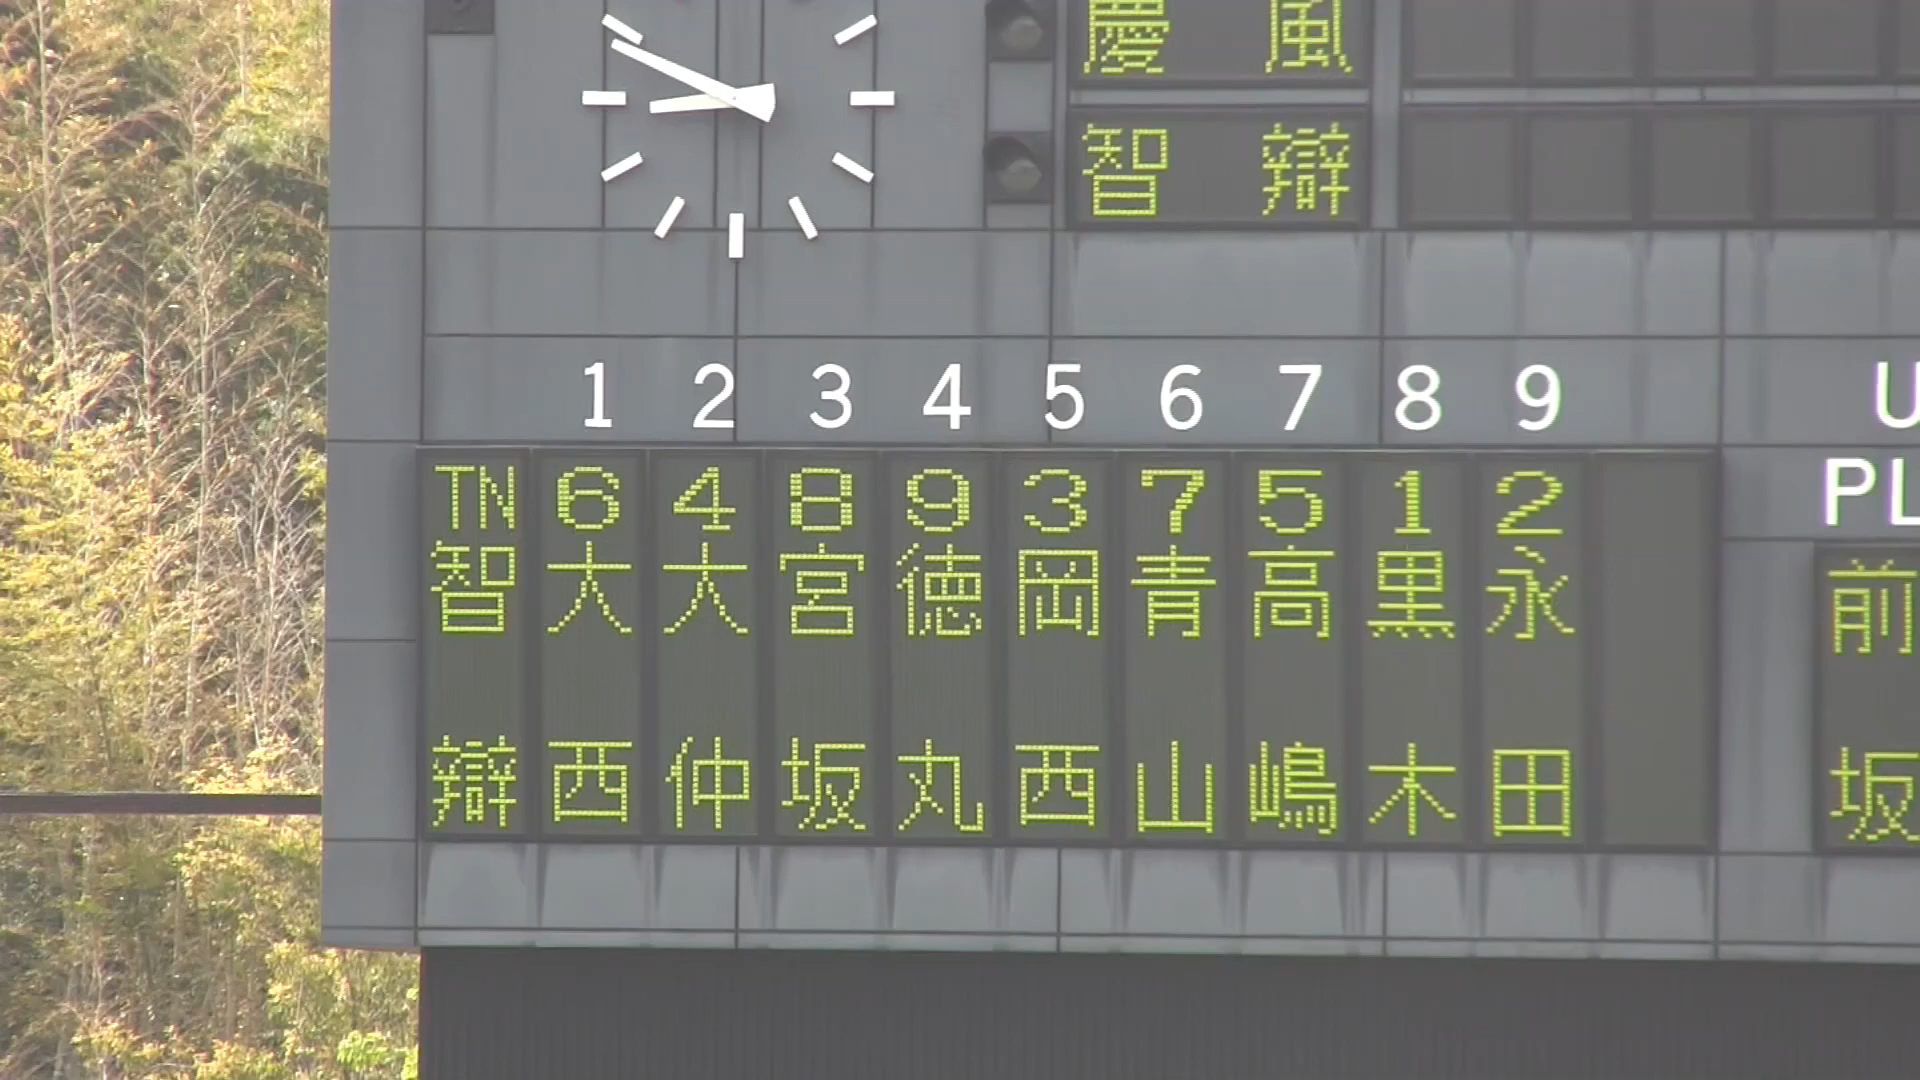 慶 風
智 辯
1 2 3 4 5 6 7 8 9
U
PL
TN 6 4 8 9 3 7 5 1 2
智辯
大西
大仲
宮坂
徳丸
岡西
青山
高嶋
黒木
永田
前坂